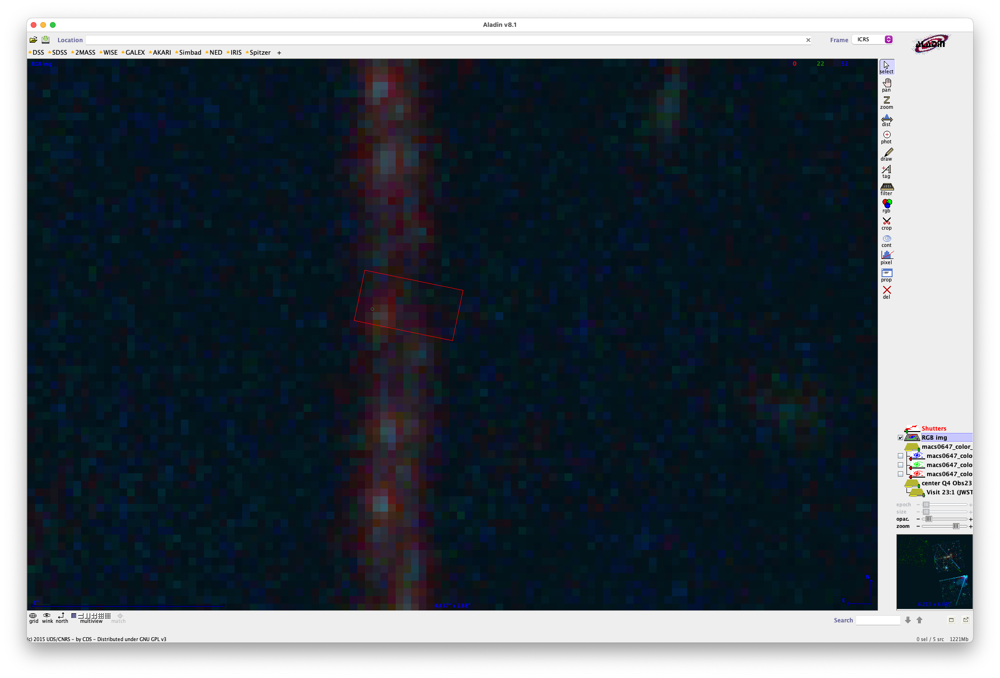 Aladin v8.1
Location
Frame ICRS
DSS SDSS 2MASS WISE GALEX AKARI Simbad NED IRIS Spitzer +
ALADIN
RGB img
0 22 52
select
pan
zoom
dist
phot
draw
tag
filter
rgb
crop
cont
pixel
prop
del
Shutters
RGB img
macs0647_color_
macs0647_colo
macs0647_colo
macs0647_colo
center Q4 Obs23
Visit 23:1 (JWST
epoch
size
opac.
zoom
N
E
1"
4.437" x 2.88"
grid wink north multiview match
Search
(c) 2015 UDS/CNRS - by CDS - Distributed under GNU GPL v3
0 sel / 5 src 1221Mb